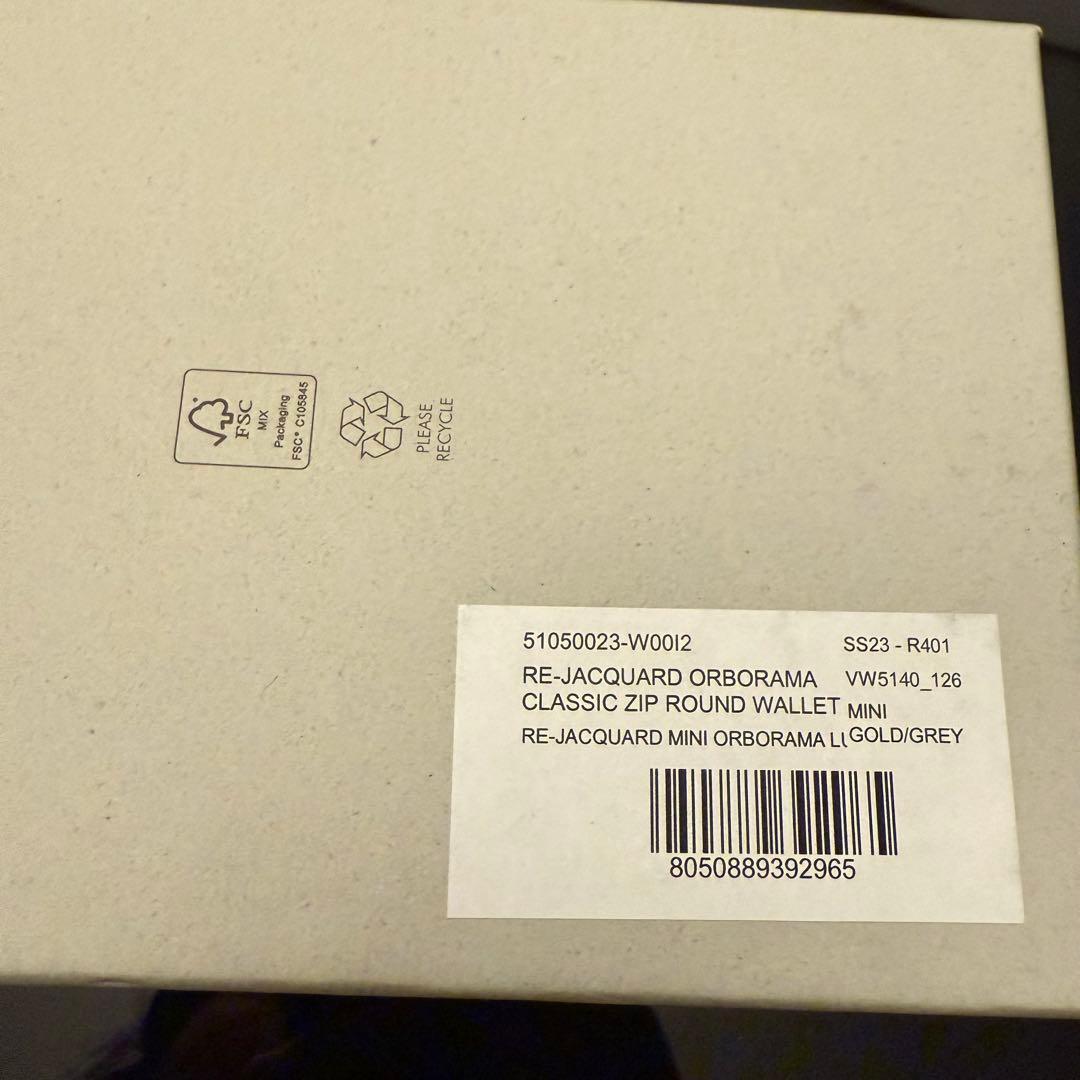 FSC
MIX
Packaging
FSC® C105845
PLEASE
RECYCLE
51050023-W00I2
SS23 - R401
RE-JACQUARD ORBORAMA
VW5140_126
CLASSIC ZIP ROUND WALLET
MINI
RE-JACQUARD MINI ORBORAMA
GOLD/GREY
8050889392965